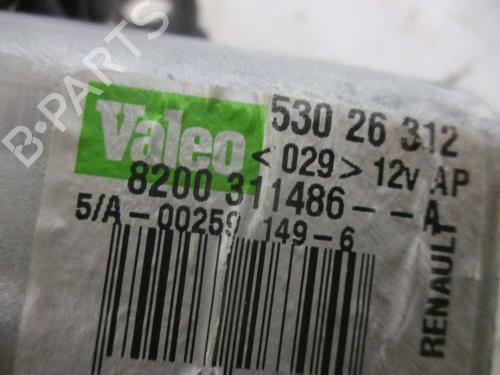 B-PARTS
Valeo
530 26 312
<029> 12v AP
8200 311486--A
5/A-00259 149-6
RENAULT